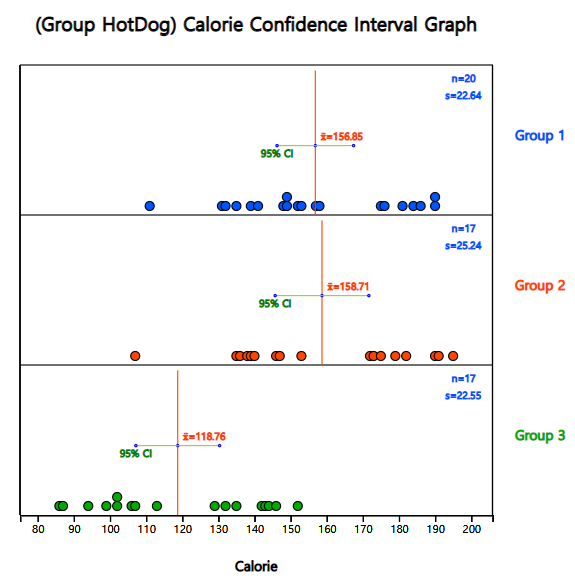 (Group HotDog) Calorie Confidence Interval Graph
n=20
s=22.64
Group 1
x̄=156.85
95% CI
n=17
s=25.24
Group 2
x̄=158.71
95% CI
n=17
s=22.55
Group 3
x̄=118.76
95% CI
80 90 100 110 120 130 140 150 160 170 180 190 200
Calorie